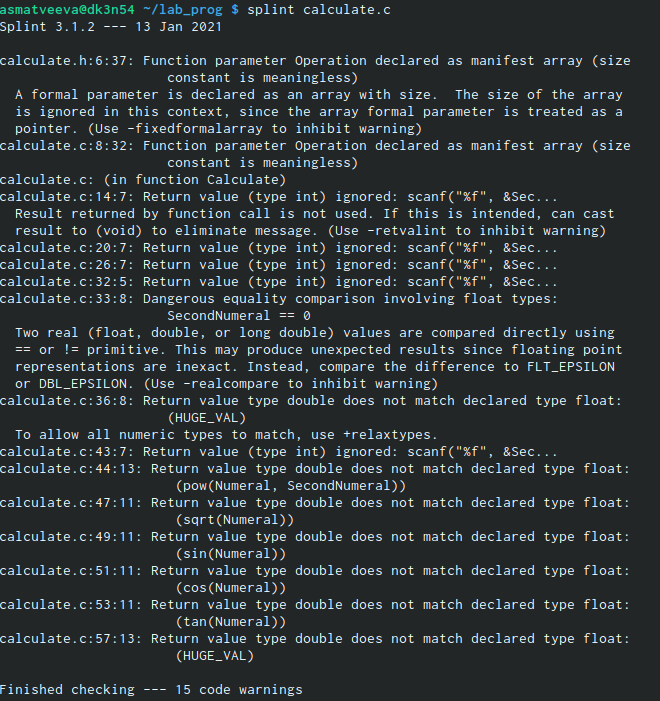 asmatveeva@dk3n54 ~/lab_prog $ splint calculate.c
Splint 3.1.2 --- 13 Jan 2021

calculate.h:6:37: Function parameter Operation declared as manifest array (size
                    constant is meaningless)
  A formal parameter is declared as an array with size.  The size of the array
  is ignored in this context, since the array formal parameter is treated as a
  pointer. (Use -fixedformalarray to inhibit warning)
calculate.c:8:32: Function parameter Operation declared as manifest array (size
                    constant is meaningless)
calculate.c: (in function Calculate)
calculate.c:14:7: Return value (type int) ignored: scanf("%f", &Sec...
  Result returned by function call is not used. If this is intended, can cast
  result to (void) to eliminate message. (Use -retvalint to inhibit warning)
calculate.c:20:7: Return value (type int) ignored: scanf("%f", &Sec...
calculate.c:26:7: Return value (type int) ignored: scanf("%f", &Sec...
calculate.c:32:5: Return value (type int) ignored: scanf("%f", &Sec...
calculate.c:33:8: Dangerous equality comparison involving float types:
                    SecondNumeral == 0
  Two real (float, double, or long double) values are compared directly using
  == or != primitive. This may produce unexpected results since floating point
  representations are inexact. Instead, compare the difference to FLT_EPSILON
  or DBL_EPSILON. (Use -realcompare to inhibit warning)
calculate.c:36:8: Return value type double does not match declared type float:
                    (HUGE_VAL)
  To allow all numeric types to match, use +relaxtypes.
calculate.c:43:7: Return value (type int) ignored: scanf("%f", &Sec...
calculate.c:44:13: Return value type double does not match declared type float:
                     (pow(Numeral, SecondNumeral))
calculate.c:47:11: Return value type double does not match declared type float:
                     (sqrt(Numeral))
calculate.c:49:11: Return value type double does not match declared type float:
                     (sin(Numeral))
calculate.c:51:11: Return value type double does not match declared type float:
                     (cos(Numeral))
calculate.c:53:11: Return value type double does not match declared type float:
                     (tan(Numeral))
calculate.c:57:13: Return value type double does not match declared type float:
                     (HUGE_VAL)

Finished checking --- 15 code warnings